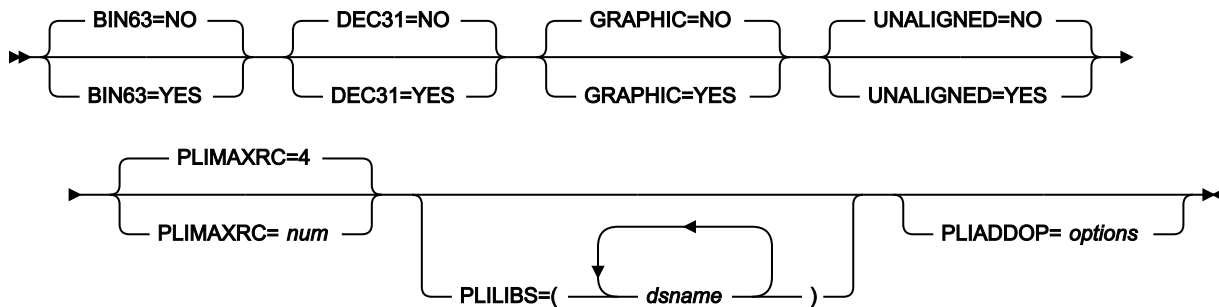 BIN63=NO DEC31=NO GRAPHIC=NO UNALIGNED=NO
BIN63=YES DEC31=YES GRAPHIC=YES UNALIGNED=YES
PLIMAXRC=4
PLIMAXRC= num PLIADDOP= options
PLILIBS=( dsname )